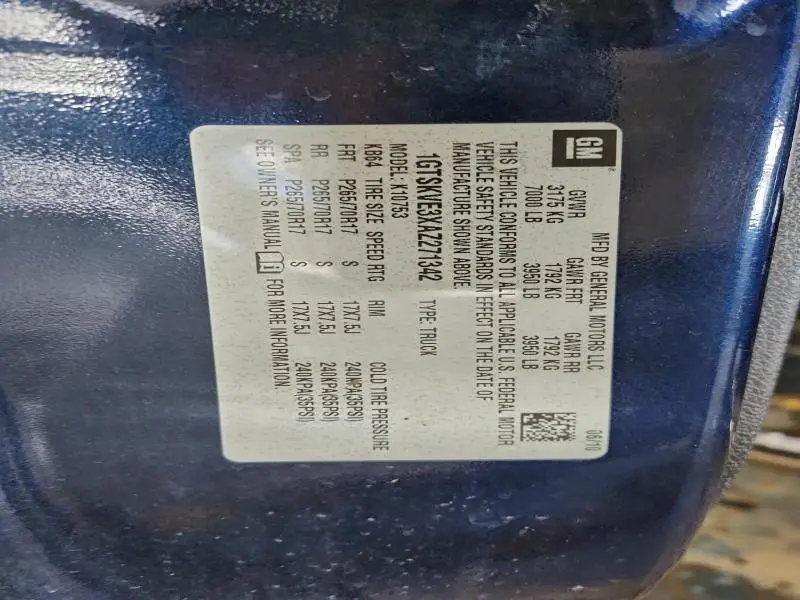 GM
MFD BY GENERAL MOTORS LLC 06/10
GVWR GAWR FRT GAWR RR
3175 KG 1792 KG 1792 KG
7000 LB 3950 LB 3950 LB
THIS VEHICLE CONFORMS TO ALL APPLICABLE U.S. FEDERAL MOTOR
VEHICLE SAFETY STANDARDS IN EFFECT ON THE DATE OF
MANUFACTURE SHOWN ABOVE.
1GTSKVE3XAZ271342 TYPE: TRUCK
MODEL: K10753
K864 TIRE SIZE SPEED RTG RIM COLD TIRE PRESSURE
FRT P265/70R17 S 17X7.5J 240KPA(35PSI)
RR P265/70R17 S 17X7.5J 240KPA(35PSI)
SPA P265/70R17 S 17X7.5J 240KPA(35PSI)
SEE OWNER'S MANUAL FOR MORE INFORMATION.